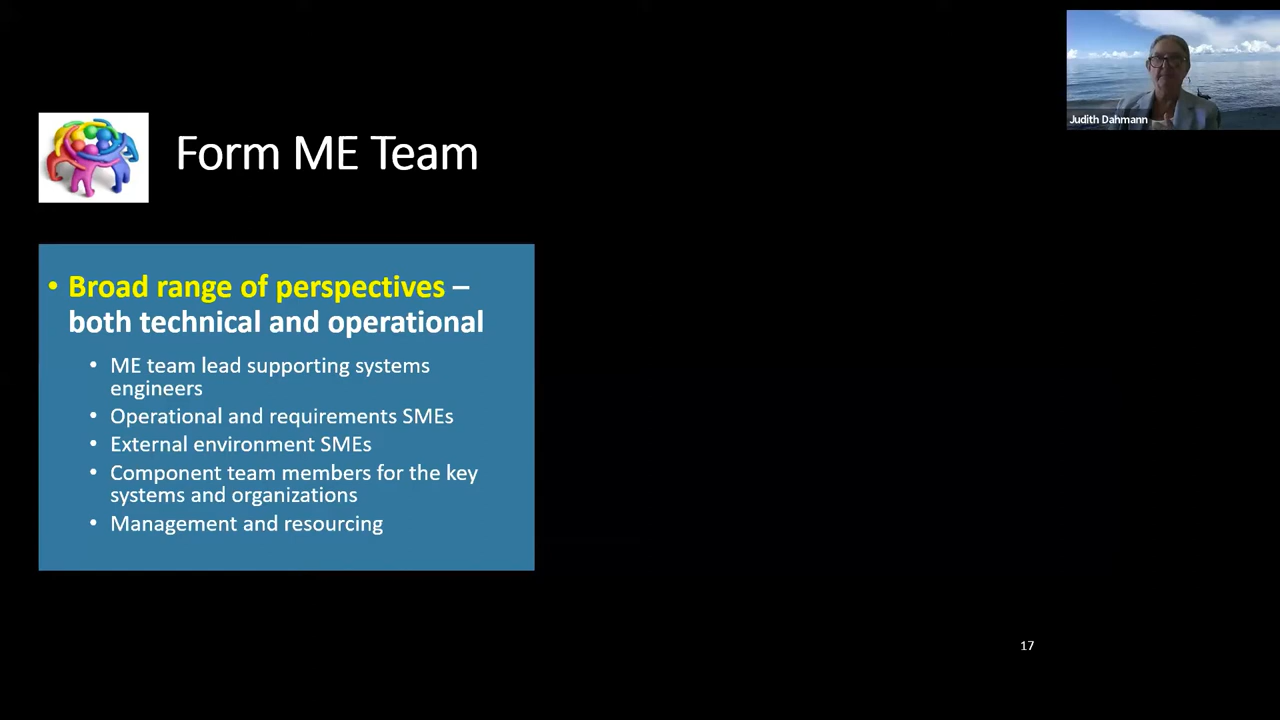 Judith Dahmann
Form ME Team
• Broad range of perspectives –
both technical and operational
• ME team lead supporting systems
engineers
• Operational and requirements SMEs
• External environment SMEs
• Component team members for the key
systems and organizations
• Management and resourcing
17